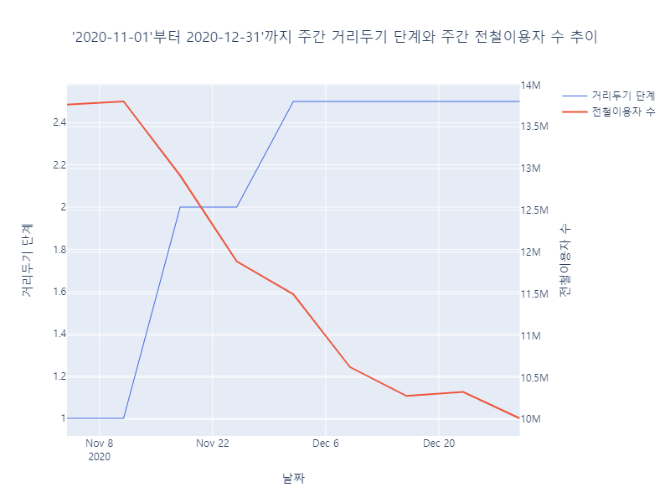 '2020-11-01'부터 2020-12-31'까지 주간 거리두기 단계와 주간 전철이용자 수 추이
거리두기 단계
전철이용자 수
14M
13.5M
13M
12.5M
12M
11.5M
11M
10.5M
10M
2.4
2.2
2
1.8
1.6
1.4
1.2
1
거리두기 단계
전철이용자 수
Nov 8
2020
Nov 22
Dec 6
Dec 20
날짜